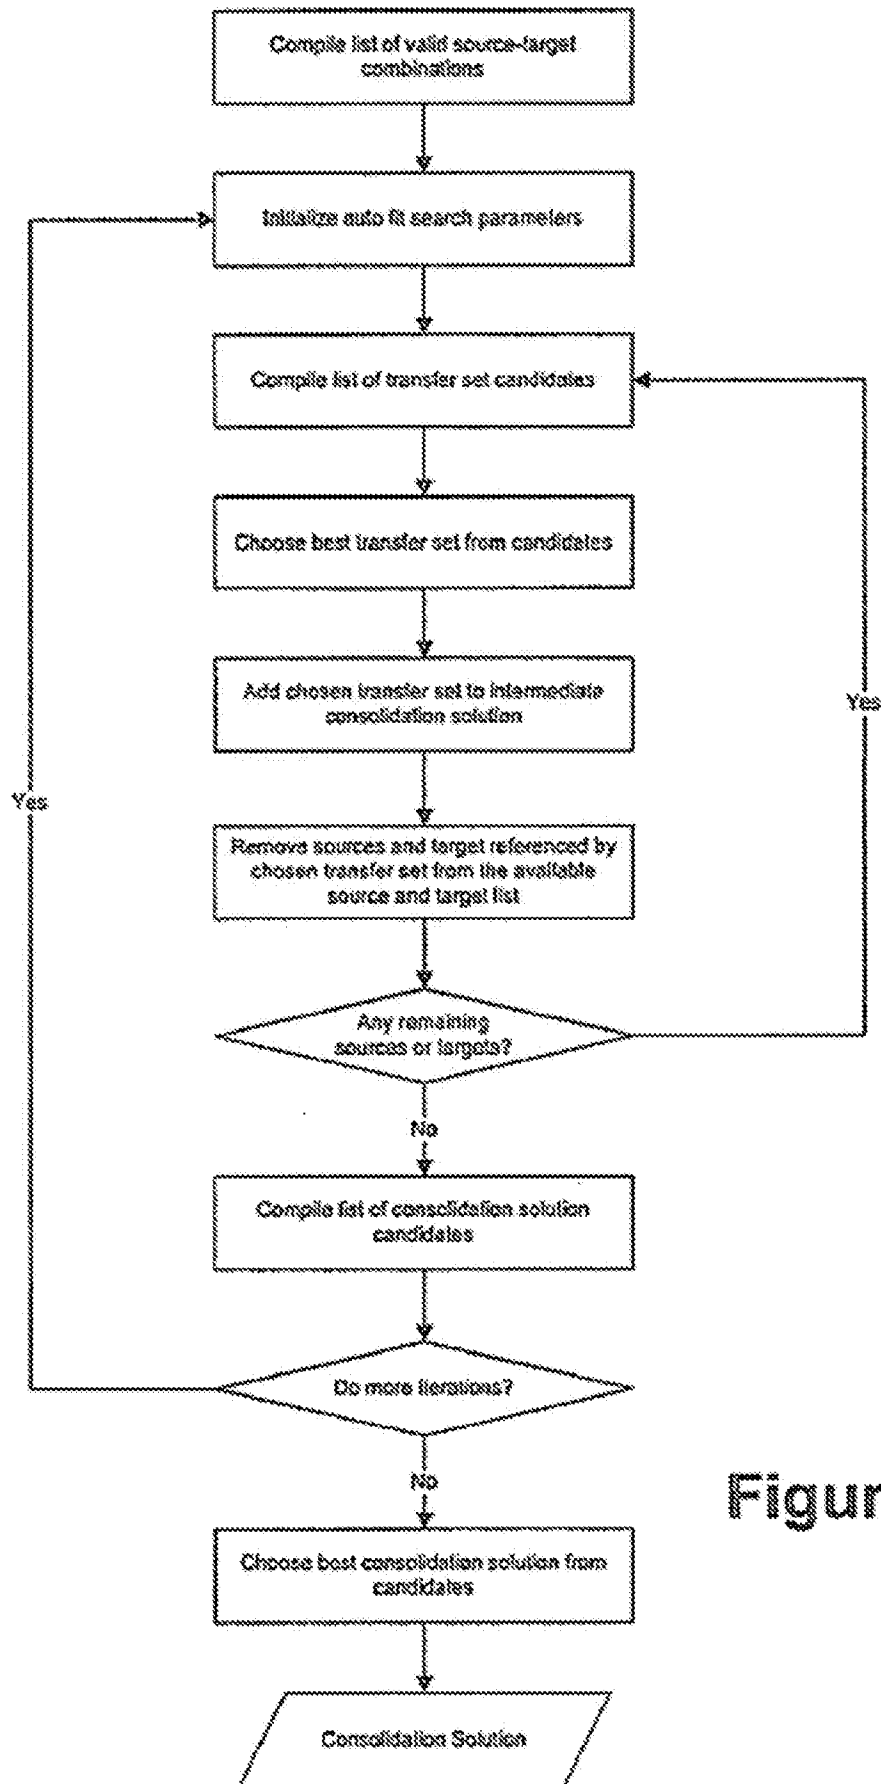 Compile list of valid source-target
combinations
Initialize auto fit search parameters
Compile list of transfer set candidates
Choose best transfer set from candidates
Add chosen transfer set to intermediate
consolidation solution
Yes
Yes
Remove sources and target referenced by
chosen transfer set from the available
source and target list
Any remaining
sources or targets?
No
Compile list of consolidation solution
candidates
Do more iterations?
No
Figur
Choose best consolidation solution from
candidates
Consolidation Solution